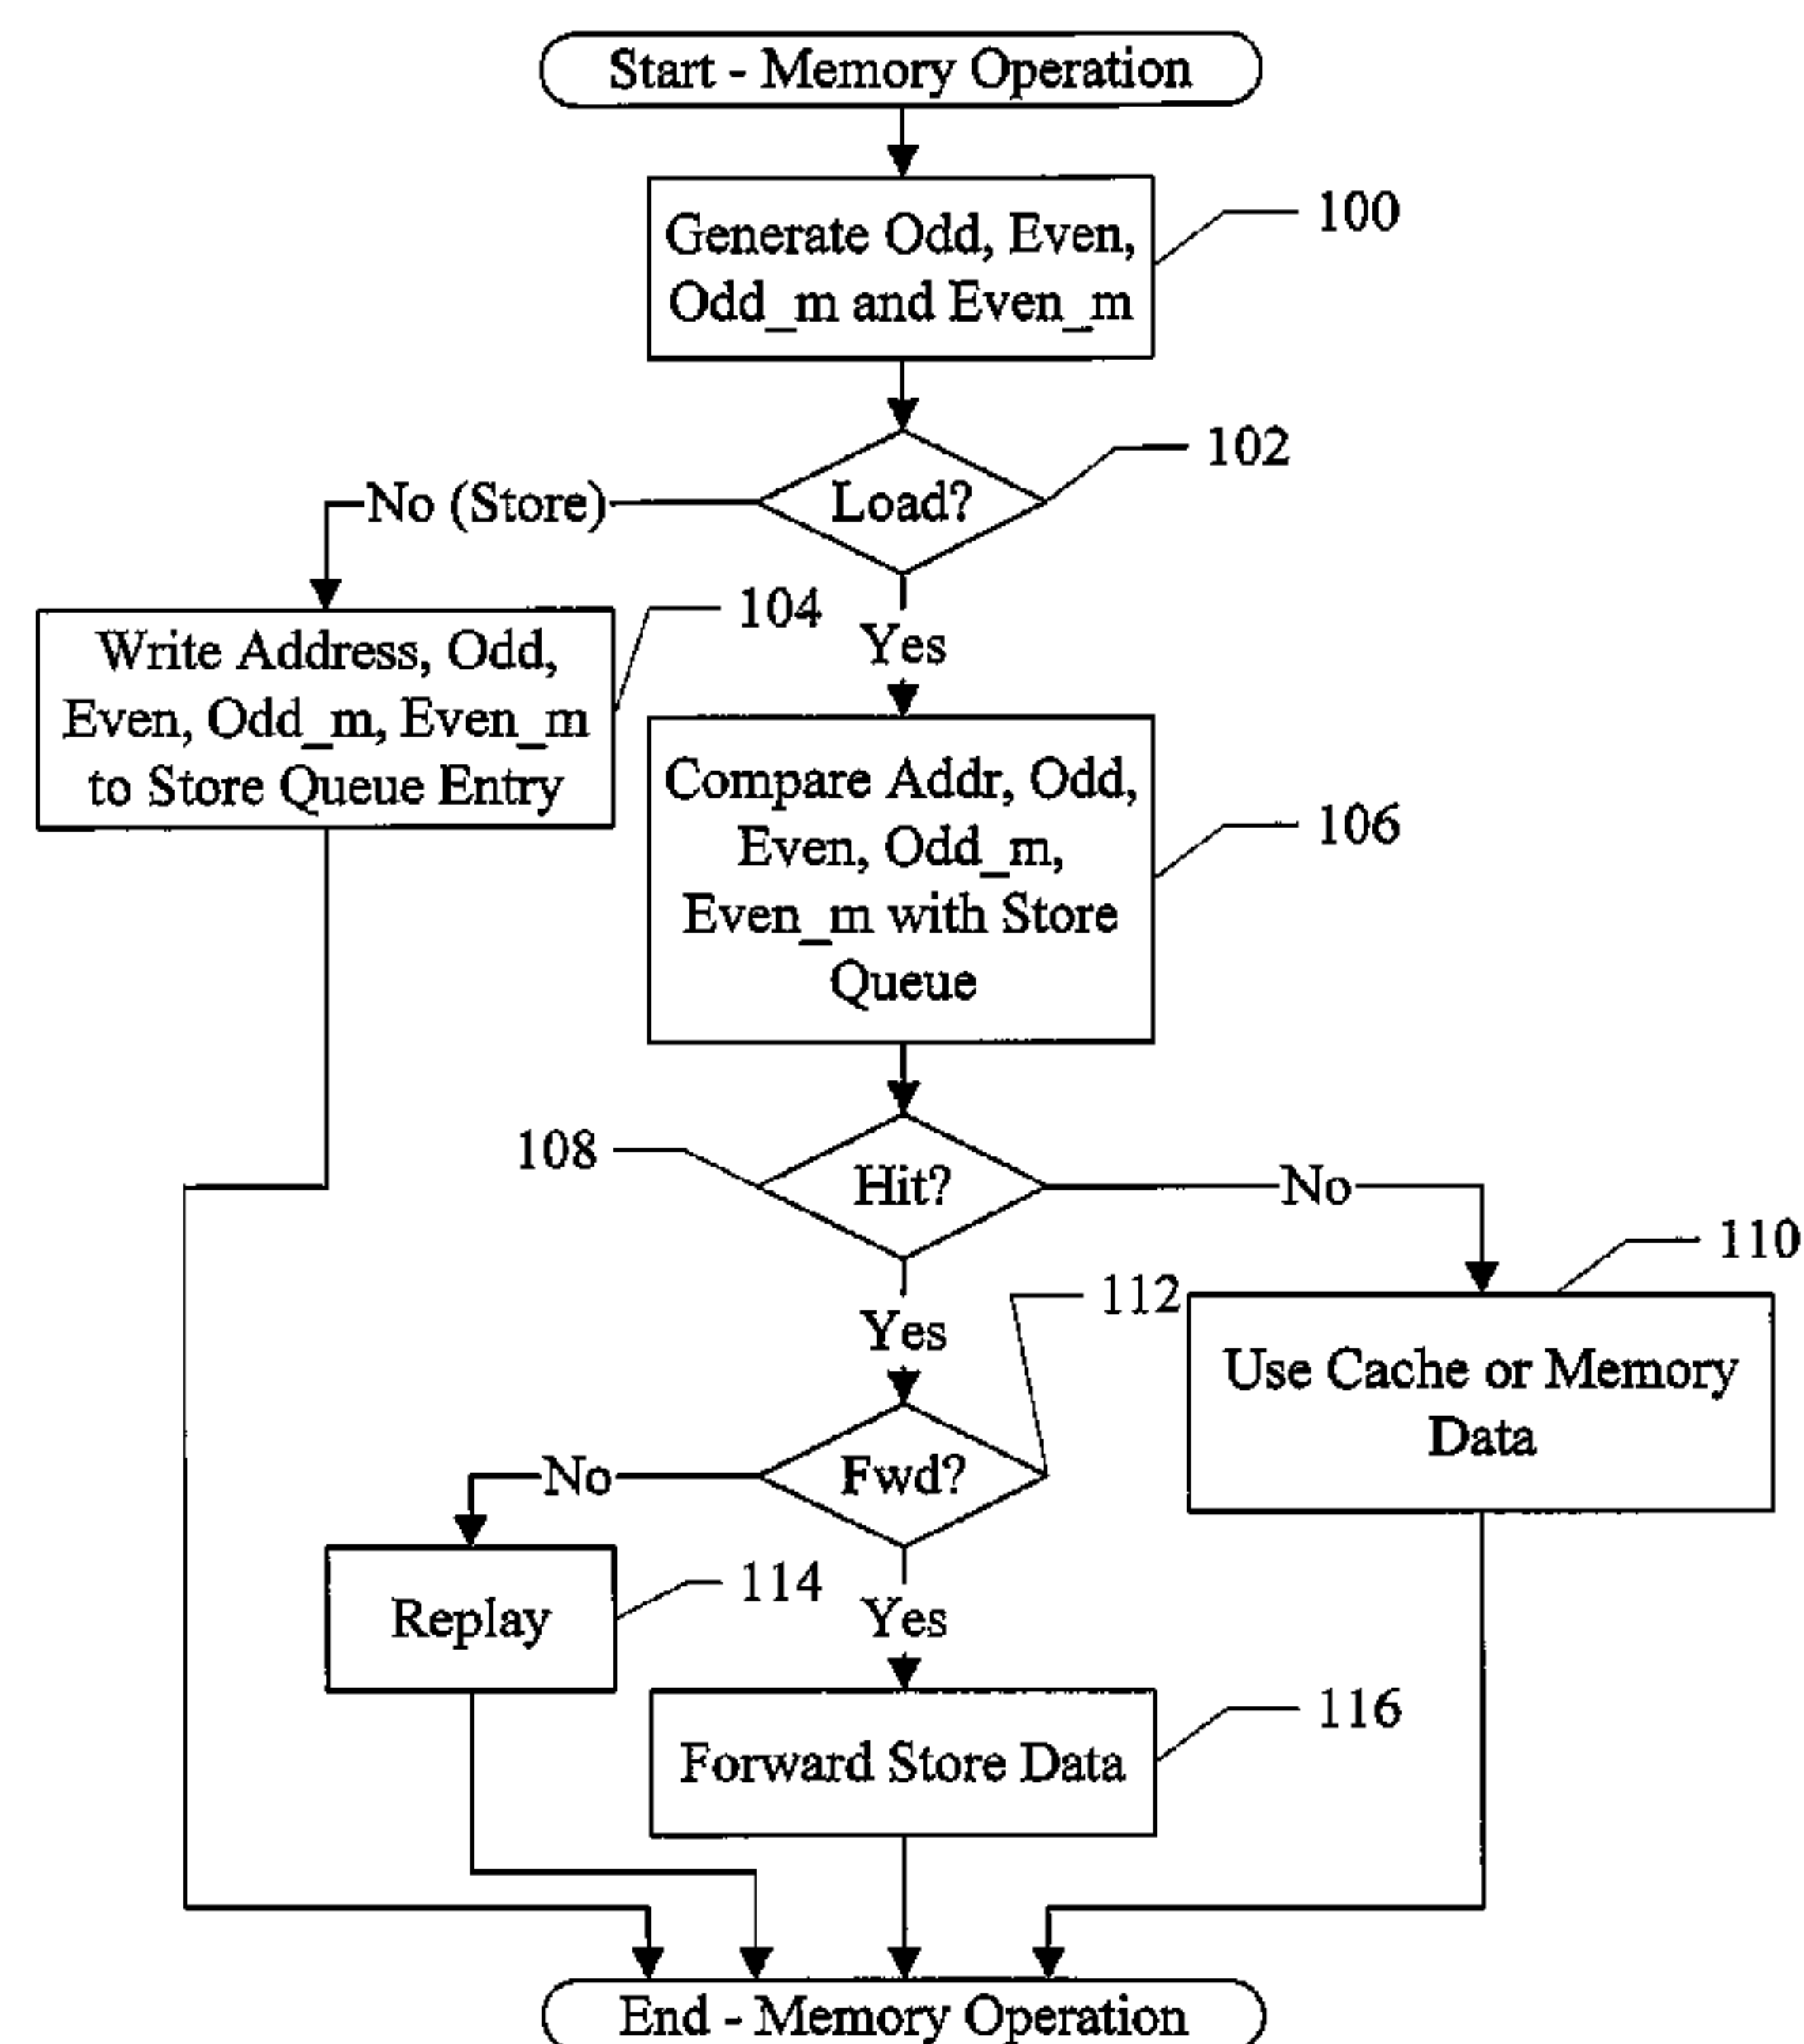 Start - Memory Operation
Generate Odd, Even,
Odd_m and Even_m
100
Load?
102
No (Store)
Yes
Write Address, Odd,
Even, Odd_m, Even_m
to Store Queue Entry
104
Compare Addr, Odd,
Even, Odd_m,
Even_m with Store
Queue
106
108
Hit?
No
110
Yes
112
Use Cache or Memory
Data
Fwd?
No
Replay
114
Yes
Forward Store Data
116
End - Memory Operation